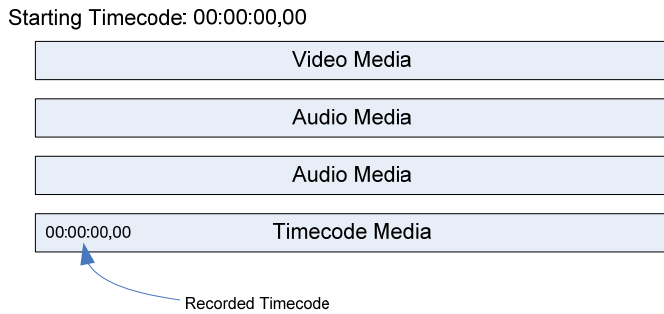 Starting Timecode: 00:00:00,00
Video Media
Audio Media
Audio Media
00:00:00,00 Timecode Media
Recorded Timecode